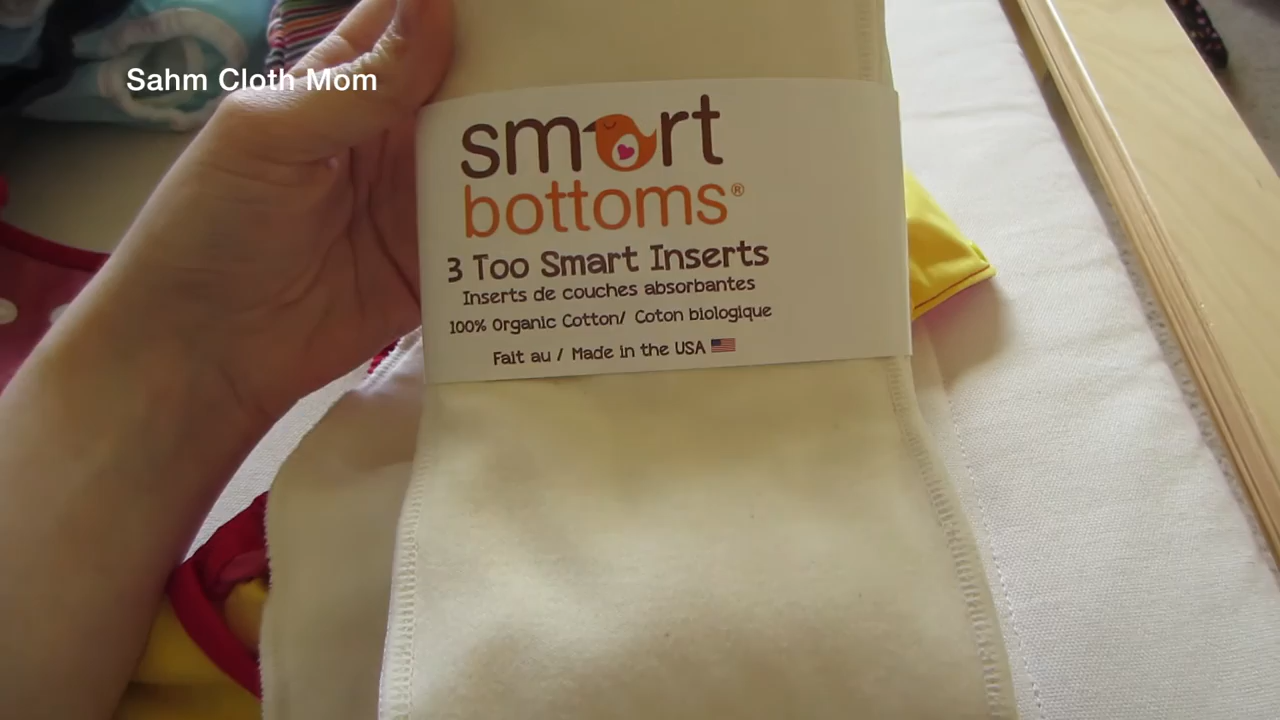 Sahm Cloth Mom
smart
bottoms®
3 Too Smart Inserts
Inserts de couches absorbantes
100% Organic Cotton/ Coton biologique
Fait au / Made in the USA